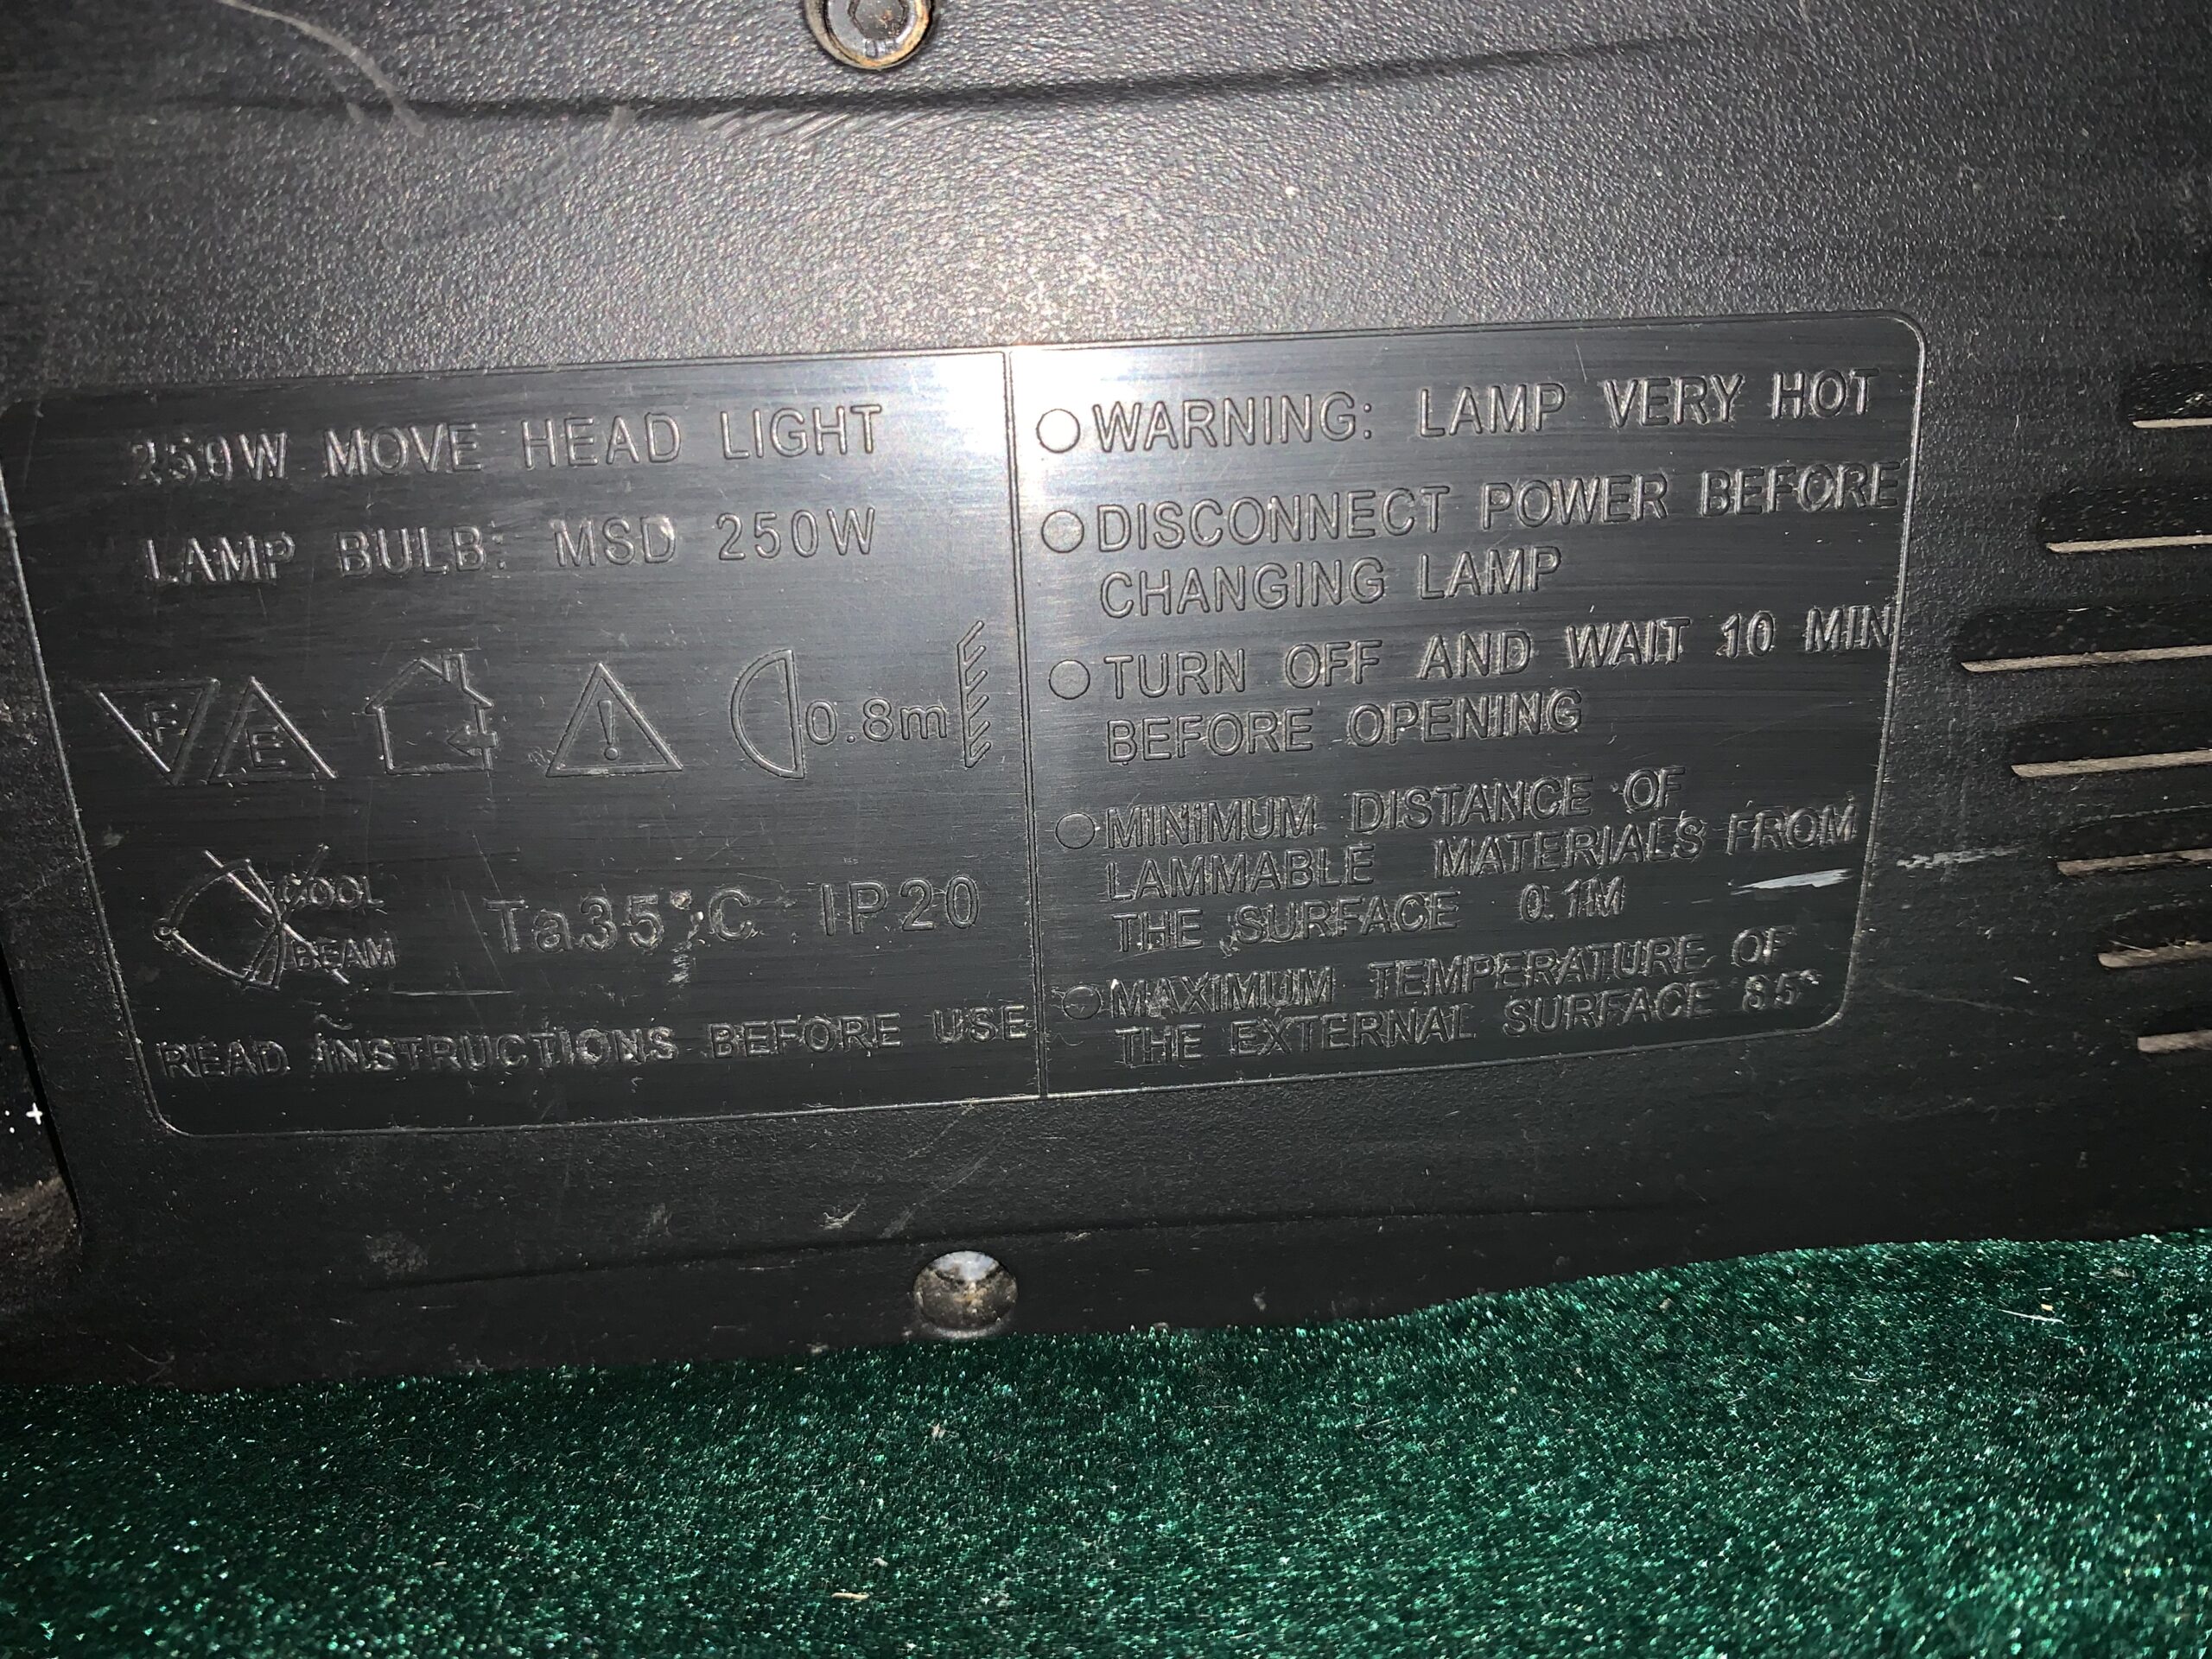 250W MOVE HEAD LIGHT
LAMP BULB: MSD 250W
F E
0.8m
COOL
BEAM
Ta35°C IP20
READ INSTRUCTIONS BEFORE USE
WARNING: LAMP VERY HOT
DISCONNECT POWER BEFORE
CHANGING LAMP
TURN OFF AND WAIT 10 MIN
BEFORE OPENING
MINIMUM DISTANCE OF
LAMMABLE MATERIALS FROM
THE SURFACE 0.1M
MAXIMUM TEMPERATURE OF
THE EXTERNAL SURFACE 85°